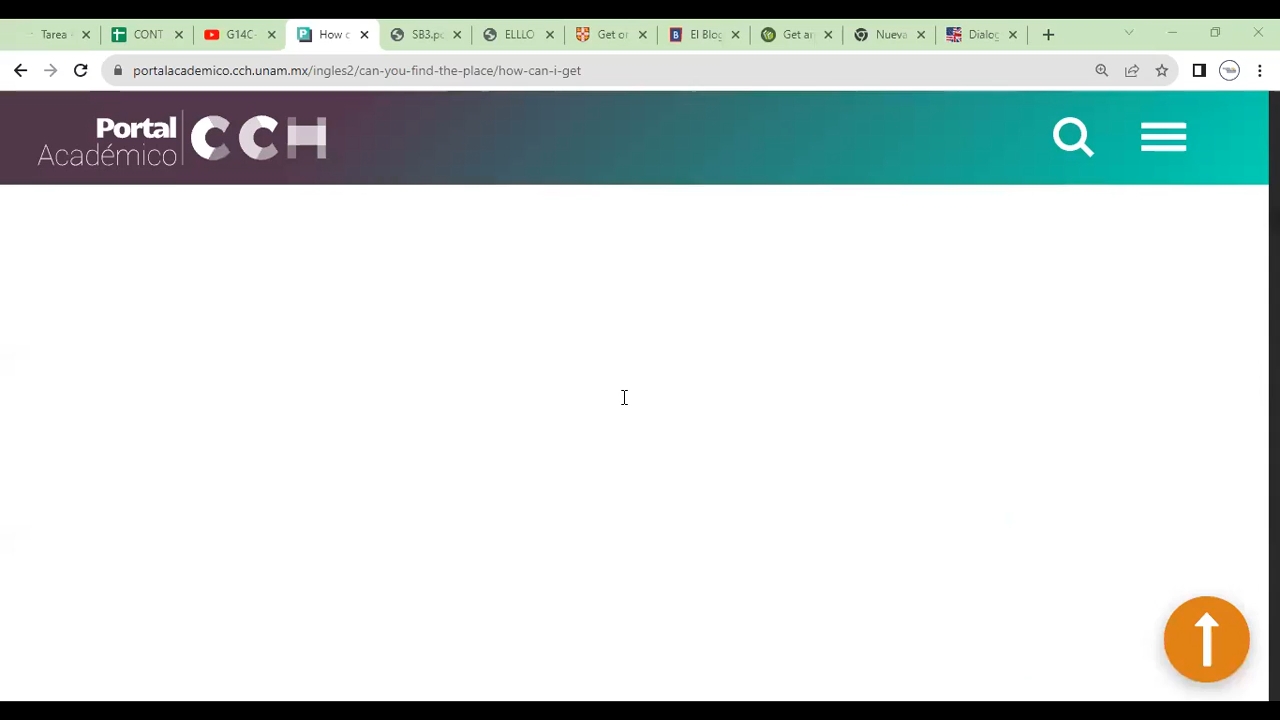 Tarea CONT G14C- How c SB3.pc ELLLO Get or El Blog Get an Nueva Dialog
portalacademico.cch.unam.mx/ingles2/can-you-find-the-place/how-can-i-get
Portal
Académico
CCH